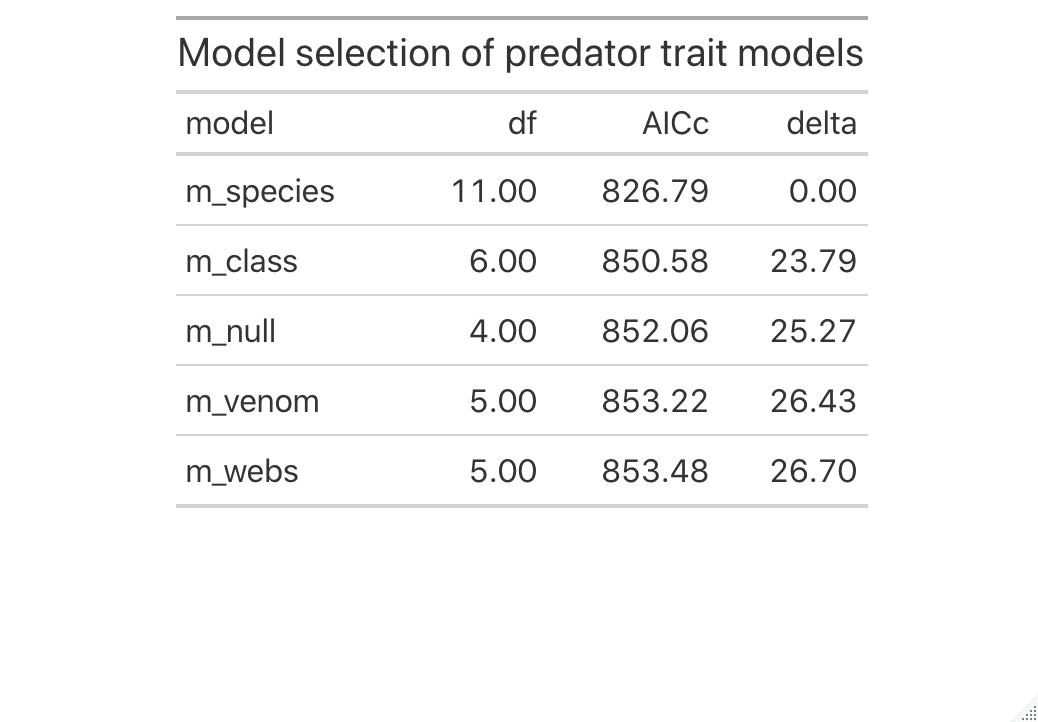 Model selection of predator trait models
model df AICc delta
m_species 11.00 826.79 0.00
m_class 6.00 850.58 23.79
m_null 4.00 852.06 25.27
m_venom 5.00 853.22 26.43
m_webs 5.00 853.48 26.70